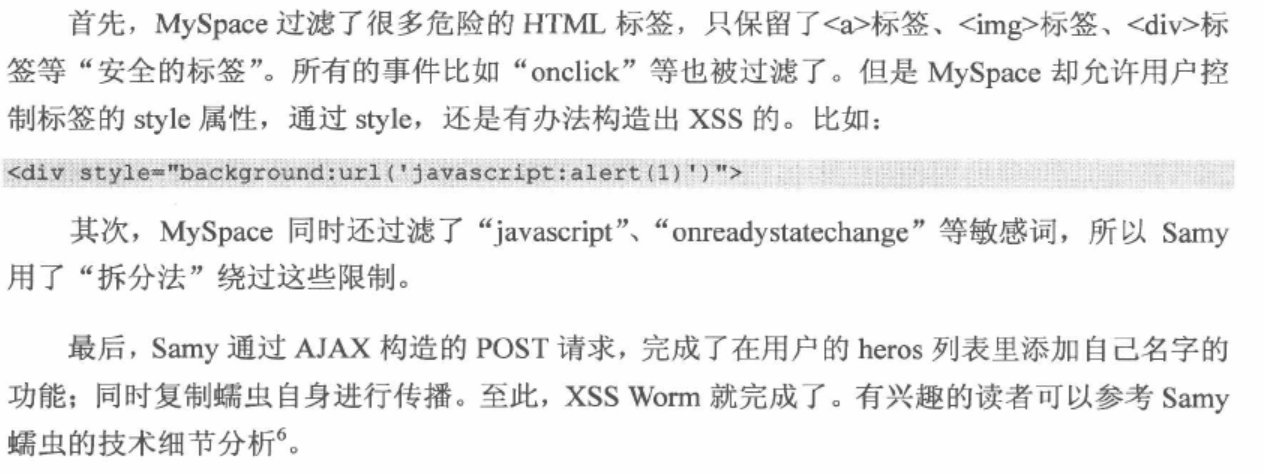 首先，MySpace 过滤了很多危险的 HTML 标签，只保留了<a>标签、<img>标签、<div>标
签等“安全的标签”。所有的事件比如“onclick”等也被过滤了。但是 MySpace 却允许用户控
制标签的 style 属性，通过 style，还是有办法构造出 XSS 的。比如：
<div style="background:url('javascript:alert(1)')">
其次，MySpace 同时还过滤了“javascript”、“onreadystatechange”等敏感词，所以 Samy
用了“拆分法”绕过这些限制。
最后，Samy 通过 AJAX 构造的 POST 请求，完成了在用户的 heros 列表里添加自己名字的
功能；同时复制蠕虫自身进行传播。至此，XSS Worm 就完成了。有兴趣的读者可以参考 Samy
蠕虫的技术细节分析6。